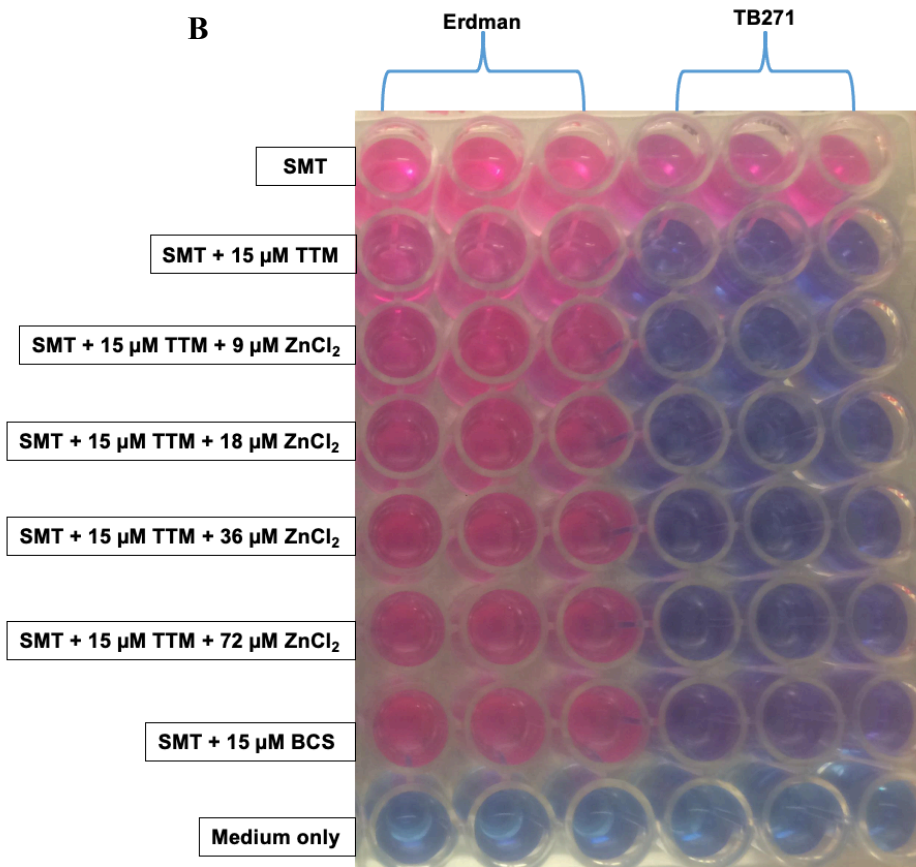 B
Erdman
TB271
SMT
SMT + 15 µM TTM
SMT + 15 µM TTM + 9 µM ZnCl₂
SMT + 15 µM TTM + 18 µM ZnCl₂
SMT + 15 µM TTM + 36 µM ZnCl₂
SMT + 15 µM TTM + 72 µM ZnCl₂
SMT + 15 µM BCS
Medium only